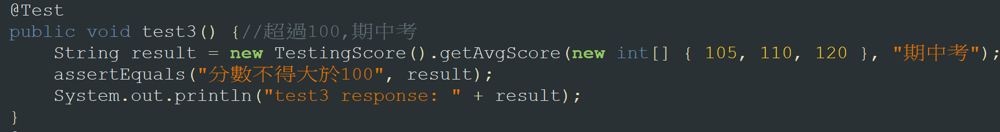 @Test
public void test3() {//超過100,期中考
    String result = new TestingScore().getAvgScore(new int[] { 105, 110, 120 }, "期中考");
    assertEquals("分數不得大於100", result);
    System.out.println("test3 response: " + result);
}